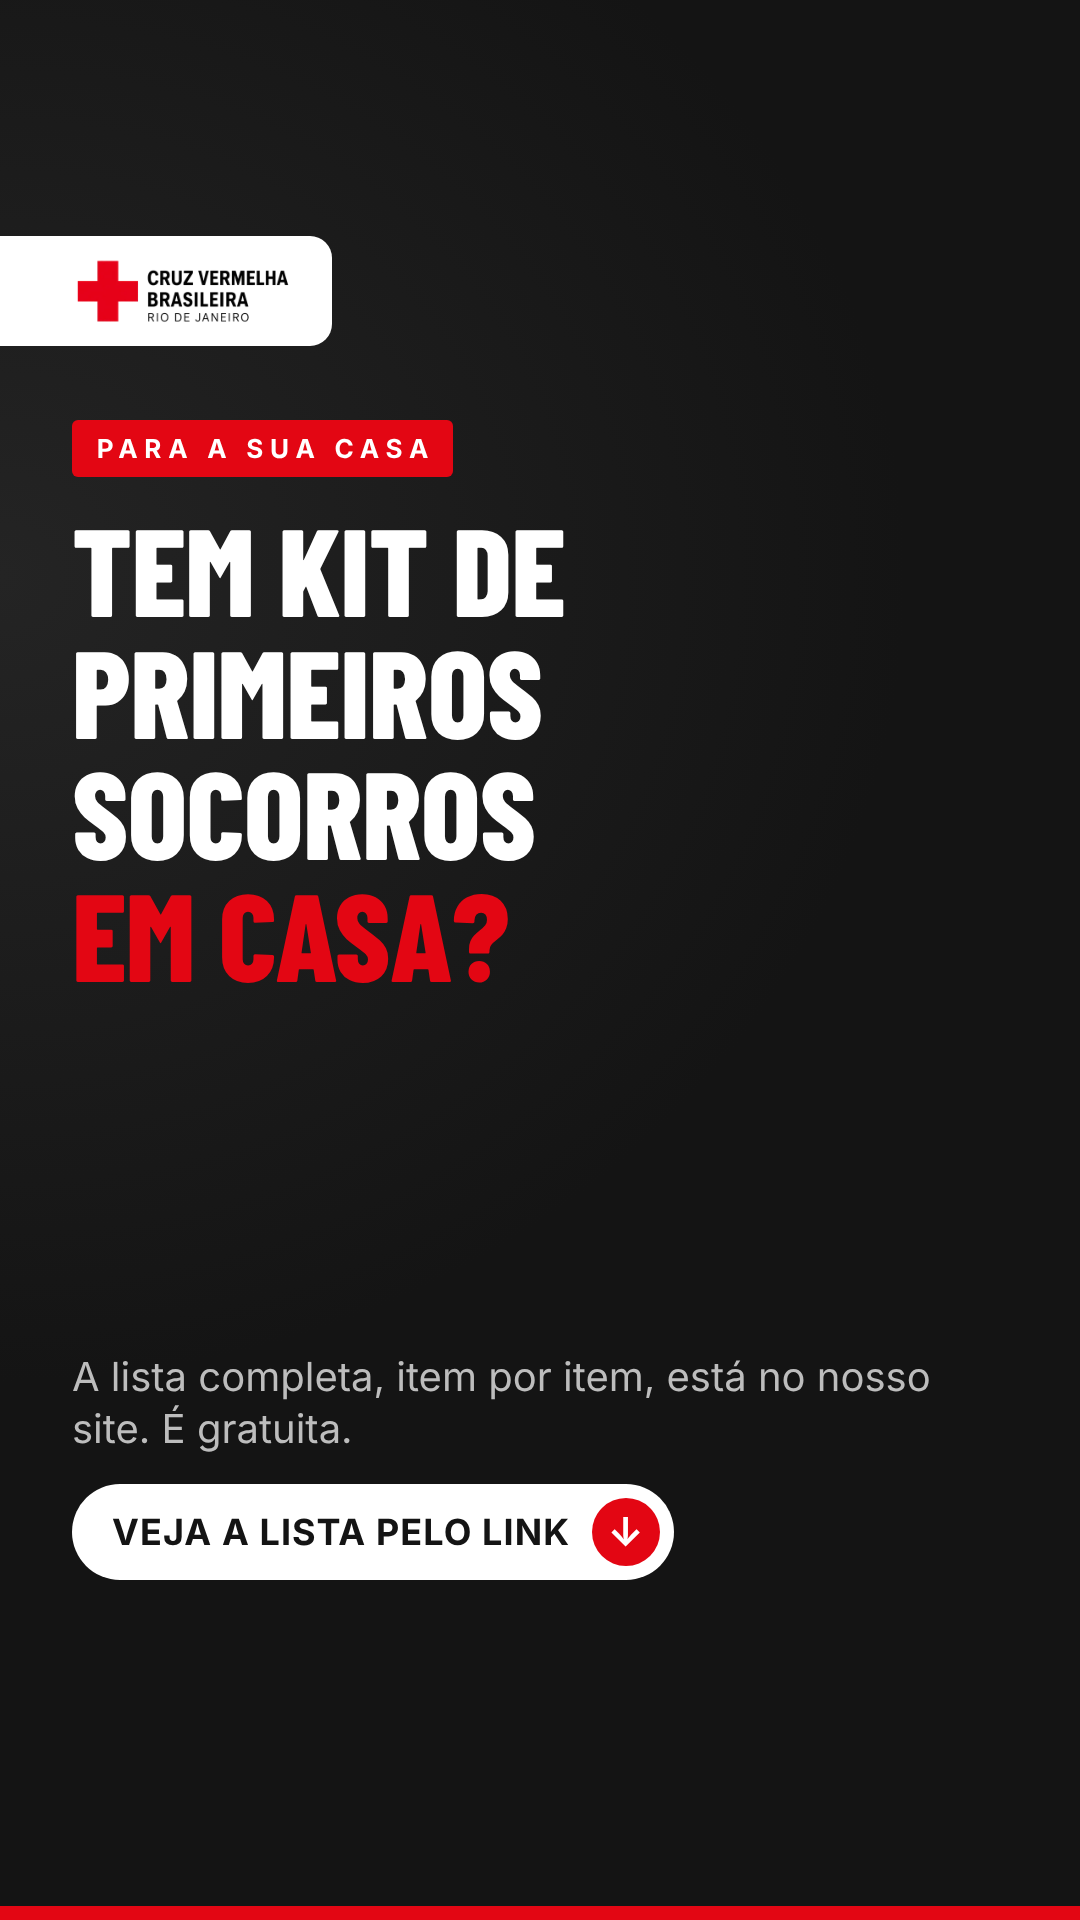 CRUZ VERMELHA
BRASILEIRA
RIO DE JANEIRO
PARA A SUA CASA
TEM KIT DE
PRIMEIROS
SOCORROS
EM CASA?
A lista completa, item por item, está no nosso
site. É gratuita.
VEJA A LISTA PELO LINK